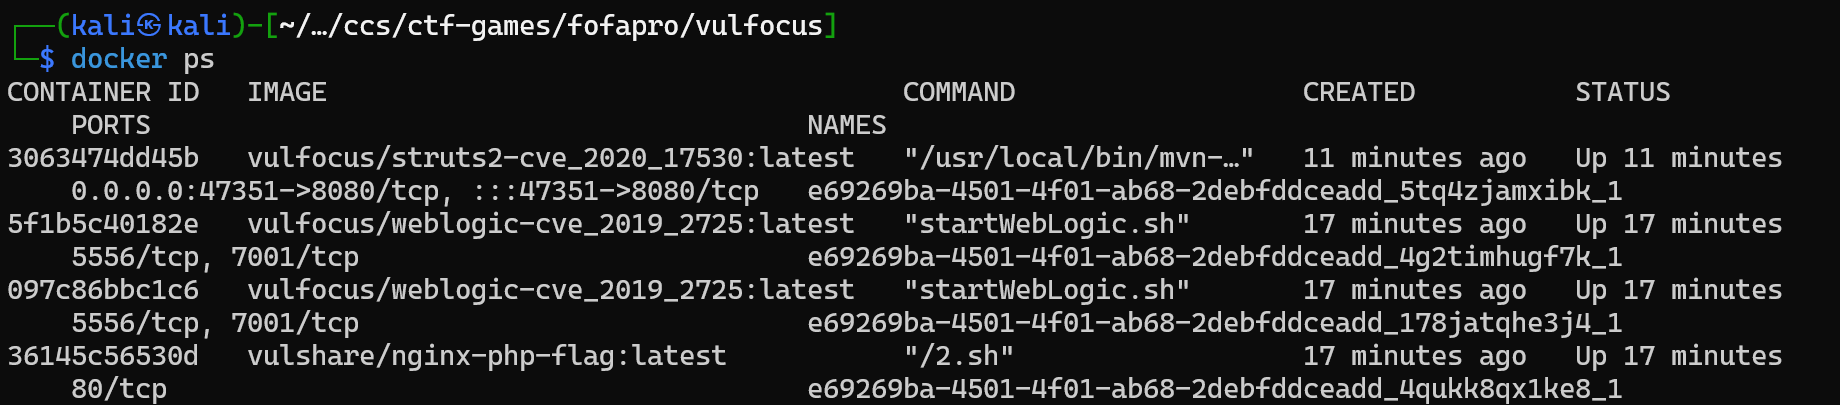 ┌──(kali㉿kali)-[~/…/ccs/ctf-games/fofapro/vulfocus]
└─$ docker ps
CONTAINER ID   IMAGE                                    COMMAND                  CREATED          STATUS
    PORTS                                         NAMES
3063474dd45b   vulfocus/struts2-cve_2020_17530:latest   "/usr/local/bin/mvn-…"   11 minutes ago   Up 11 minutes
    0.0.0.0:47351->8080/tcp, :::47351->8080/tcp   e69269ba-4501-4f01-ab68-2debfddceadd_5tq4zjamxibk_1
5f1b5c40182e   vulfocus/weblogic-cve_2019_2725:latest   "startWebLogic.sh"       17 minutes ago   Up 17 minutes
    5556/tcp, 7001/tcp                            e69269ba-4501-4f01-ab68-2debfddceadd_4g2timhugf7k_1
097c86bbc1c6   vulfocus/weblogic-cve_2019_2725:latest   "startWebLogic.sh"       17 minutes ago   Up 17 minutes
    5556/tcp, 7001/tcp                            e69269ba-4501-4f01-ab68-2debfddceadd_178jatqhe3j4_1
36145c56530d   vulshare/nginx-php-flag:latest           "/2.sh"                  17 minutes ago   Up 17 minutes
    80/tcp                                        e69269ba-4501-4f01-ab68-2debfddceadd_4qukk8qx1ke8_1